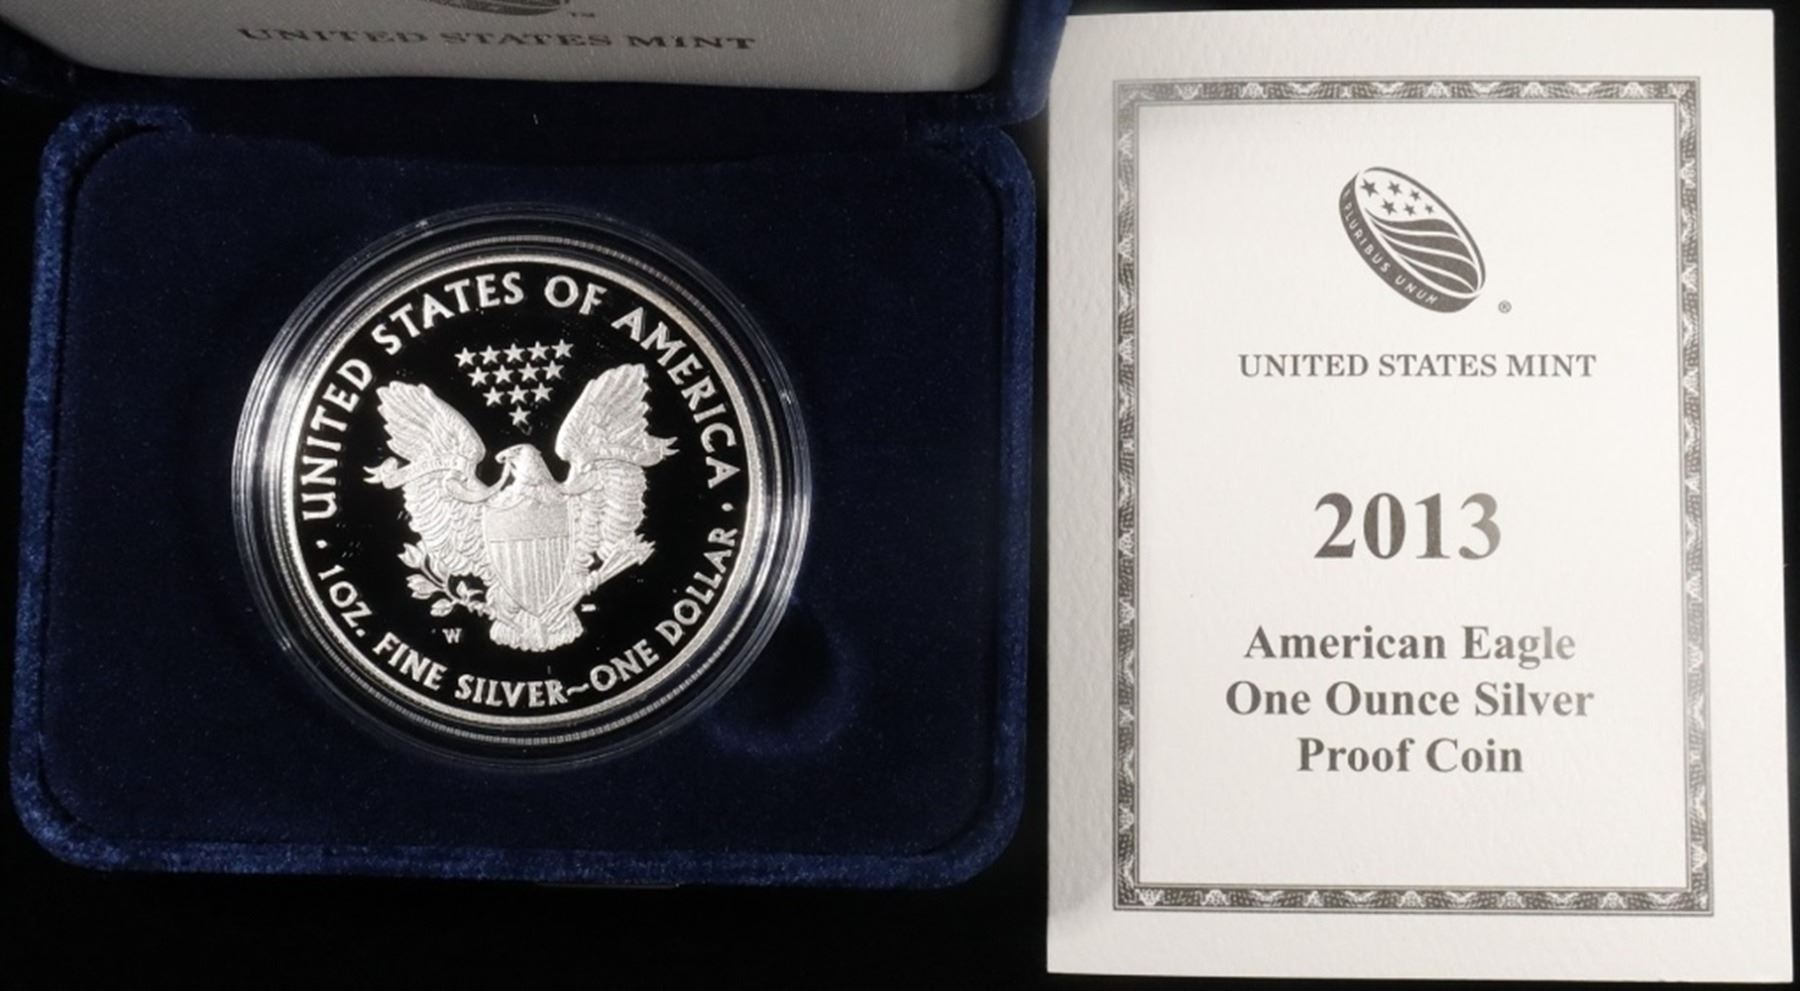 UNITED STATES MINT
UNITED STATES OF AMERICA
1 OZ. FINE SILVER~ONE DOLLAR
W
PLURIBUS UNUM
®
UNITED STATES MINT
2013
American Eagle
One Ounce Silver
Proof Coin